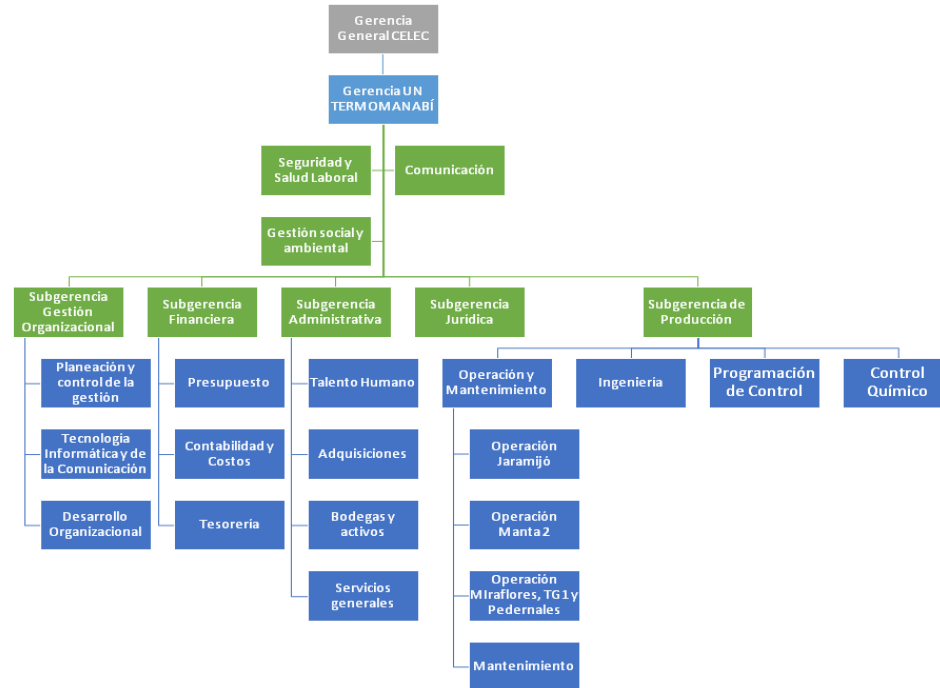 Gerencia
General CELEC
Gerencia UN
TERMOMANABÍ
Seguridad y
Salud Laboral
Comunicación
Gestión social y
ambiental
Subgerencia
Gestión
Organizacional
Subgerencia
Financiera
Subgerencia
Administrativa
Subgerencia
Jurídica
Subgerencia de
Producción
Planeación y
control de la
gestión
Presupuesto
Talento Humano
Operación y
Mantenimiento
Ingeniería
Programación
de Control
Control
Químico
Tecnología
Informática y de
la Comunicación
Contabilidad y
Costos
Adquisiciones
Operación
Jaramijó
Desarrollo
Organizacional
Tesorería
Bodegas y
activos
Operación
Manta 2
Servicios
generales
Operación
MIraflores, TG1 y
Pedernales
Mantenimiento